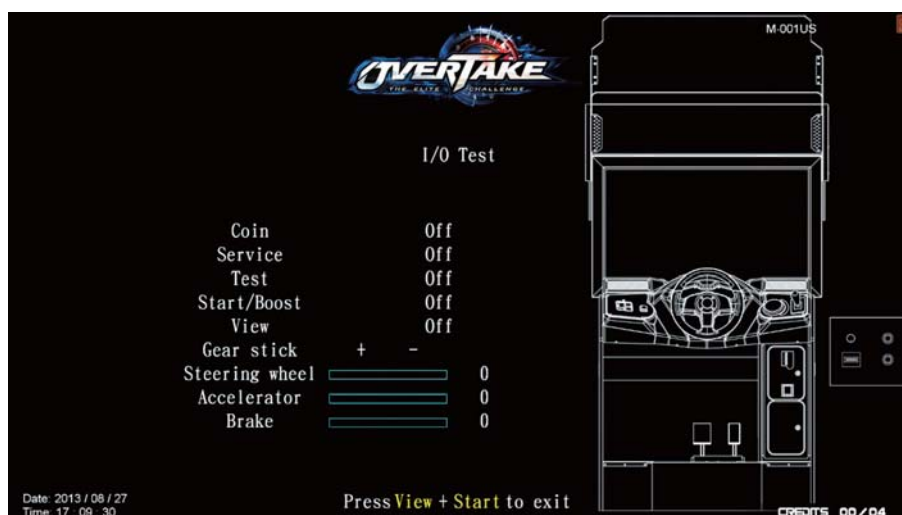 M-001US
OVERTAKE
THE ELITE CHALLENGE
I/O Test
Coin Off
Service Off
Test Off
Start/Boost Off
View Off
Gear stick + -
Steering wheel 0
Accelerator 0
Brake 0
Date: 2013 / 08 / 27
Time: 17 : 09 : 30
Press View + Start to exit
CREDITS 00/04